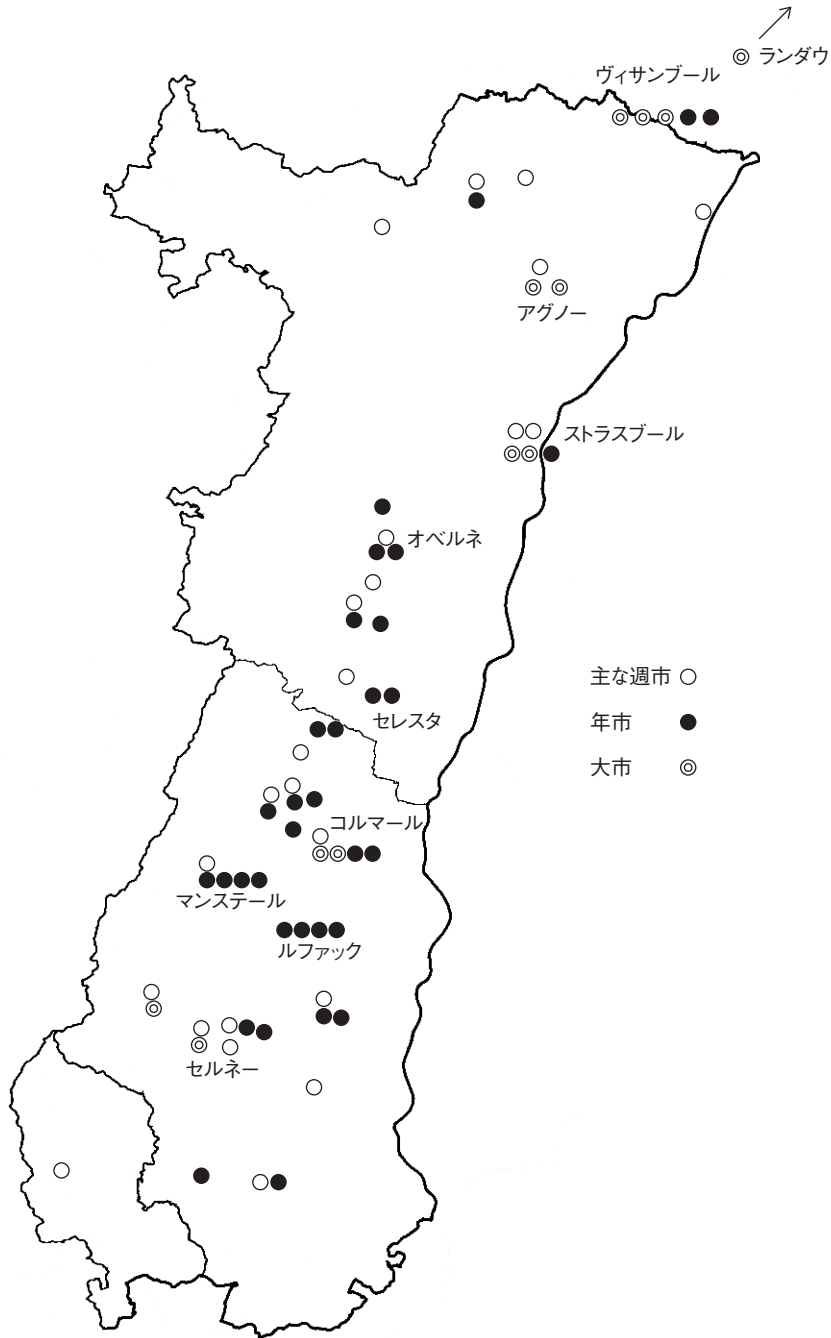 ランダウ
ヴィサンブール
アグノー
ストラスブール
オベルネ
主な週市
年市
セレスタ
大市
コルマール
マンステール
ルファック
セルネー